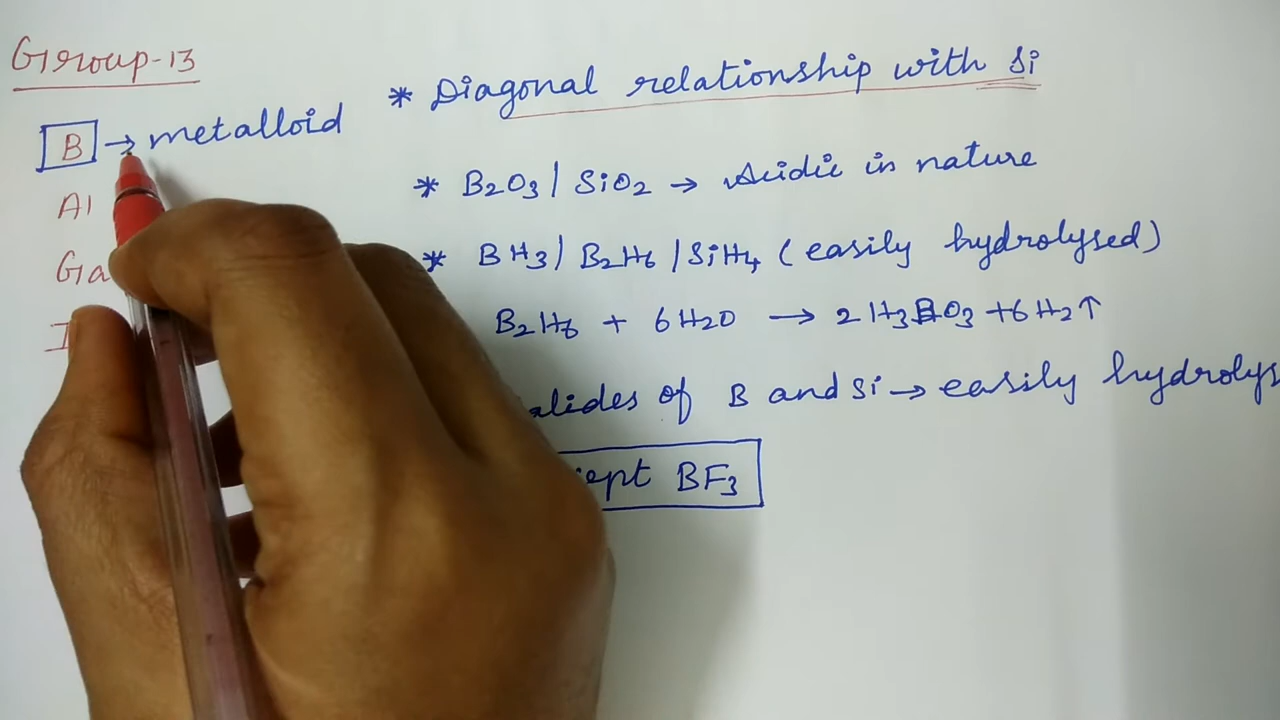 Group-13
* Diagonal relationship with Si
B → metalloid
* B2O3 / SiO2 → Acidic in nature
Al
* BH3 / B2H6 / SiH4 (easily hydrolysed)
Ga
B2H6 + 6H2O → 2H3BO3 + 6H2↑
alides of B and Si → easily hydrolys
ept BF3